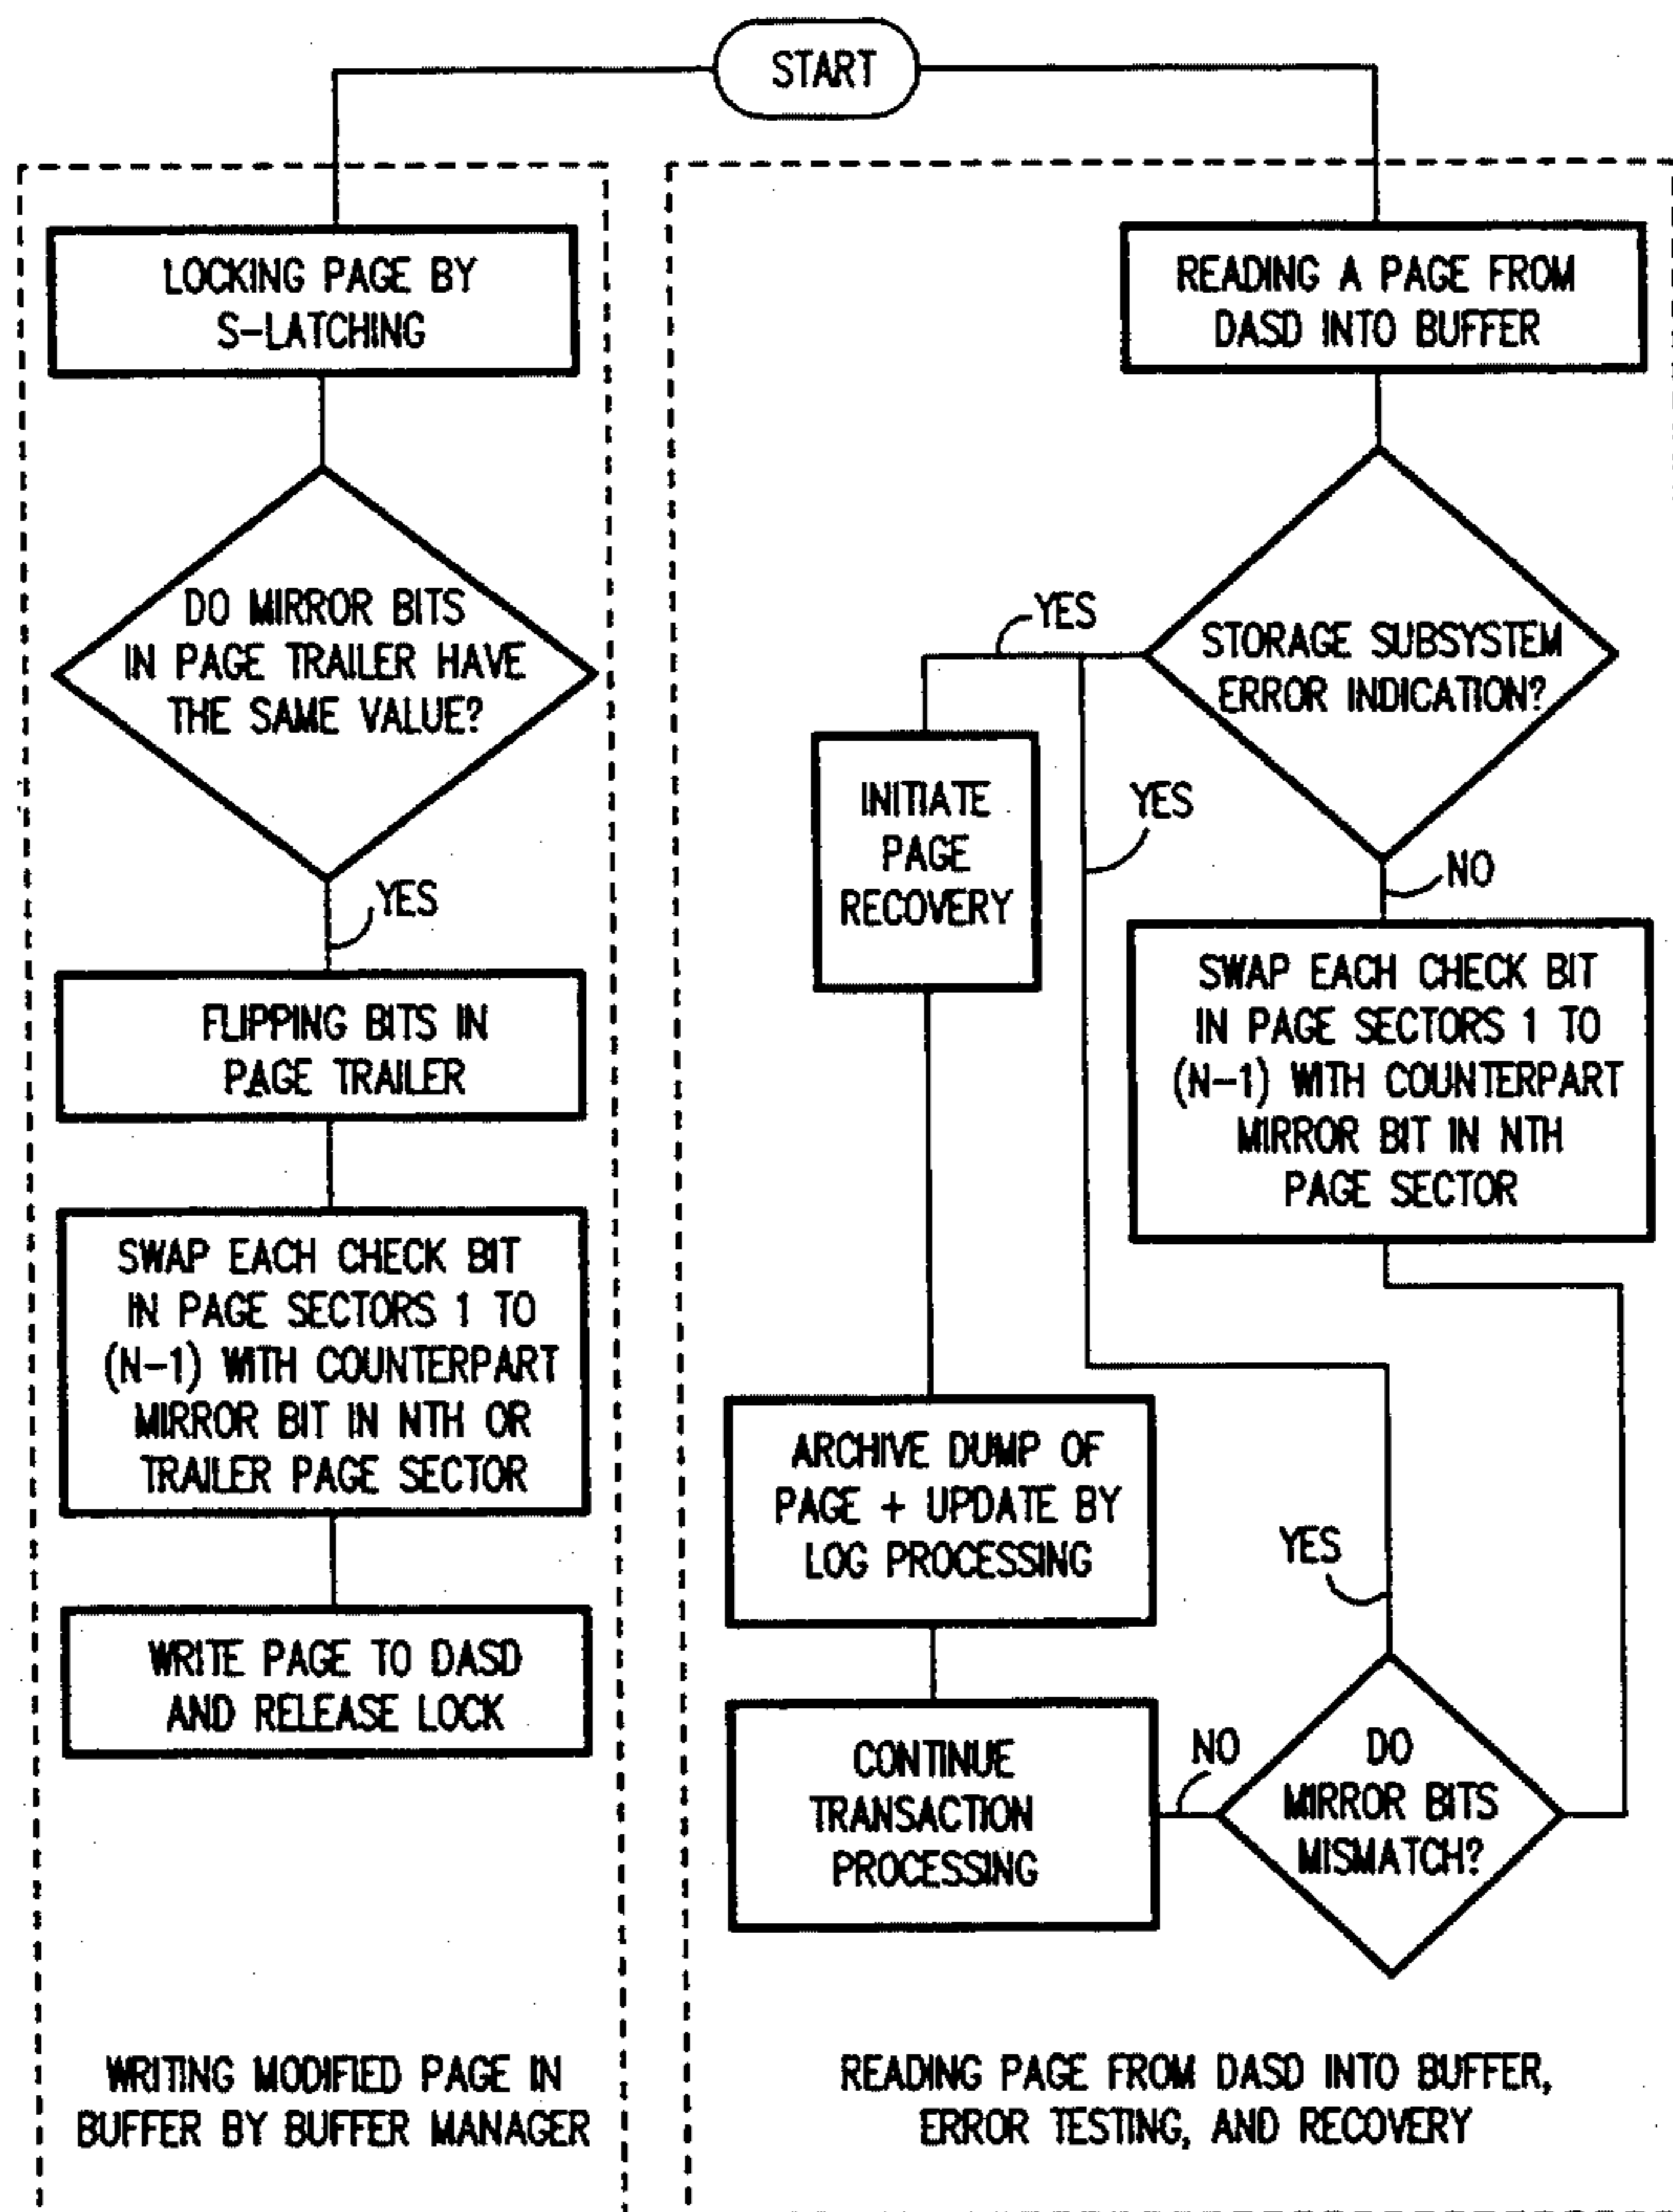 START
LOCKING PAGE BY
S-LATCHING
DO MIRROR BITS
IN PAGE TRAILER HAVE
THE SAME VALUE?
YES
FLIPPING BITS IN
PAGE TRAILER
SWAP EACH CHECK BIT
IN PAGE SECTORS 1 TO
(N-1) WITH COUNTERPART
MIRROR BIT IN NTH OR
TRAILER PAGE SECTOR
WRITE PAGE TO DASD
AND RELEASE LOCK
WRITING MODIFIED PAGE IN
BUFFER BY BUFFER MANAGER
READING A PAGE FROM
DASD INTO BUFFER
STORAGE SUBSYSTEM
ERROR INDICATION?
YES
INITIATE
PAGE
RECOVERY
YES
NO
SWAP EACH CHECK BIT
IN PAGE SECTORS 1 TO
(N-1) WITH COUNTERPART
MIRROR BIT IN NTH
PAGE SECTOR
ARCHIVE DUMP OF
PAGE + UPDATE BY
LOG PROCESSING
YES
CONTINUE
TRANSACTION
PROCESSING
NO
DO
MIRROR BITS
MISMATCH?
READING PAGE FROM DASD INTO BUFFER,
ERROR TESTING, AND RECOVERY